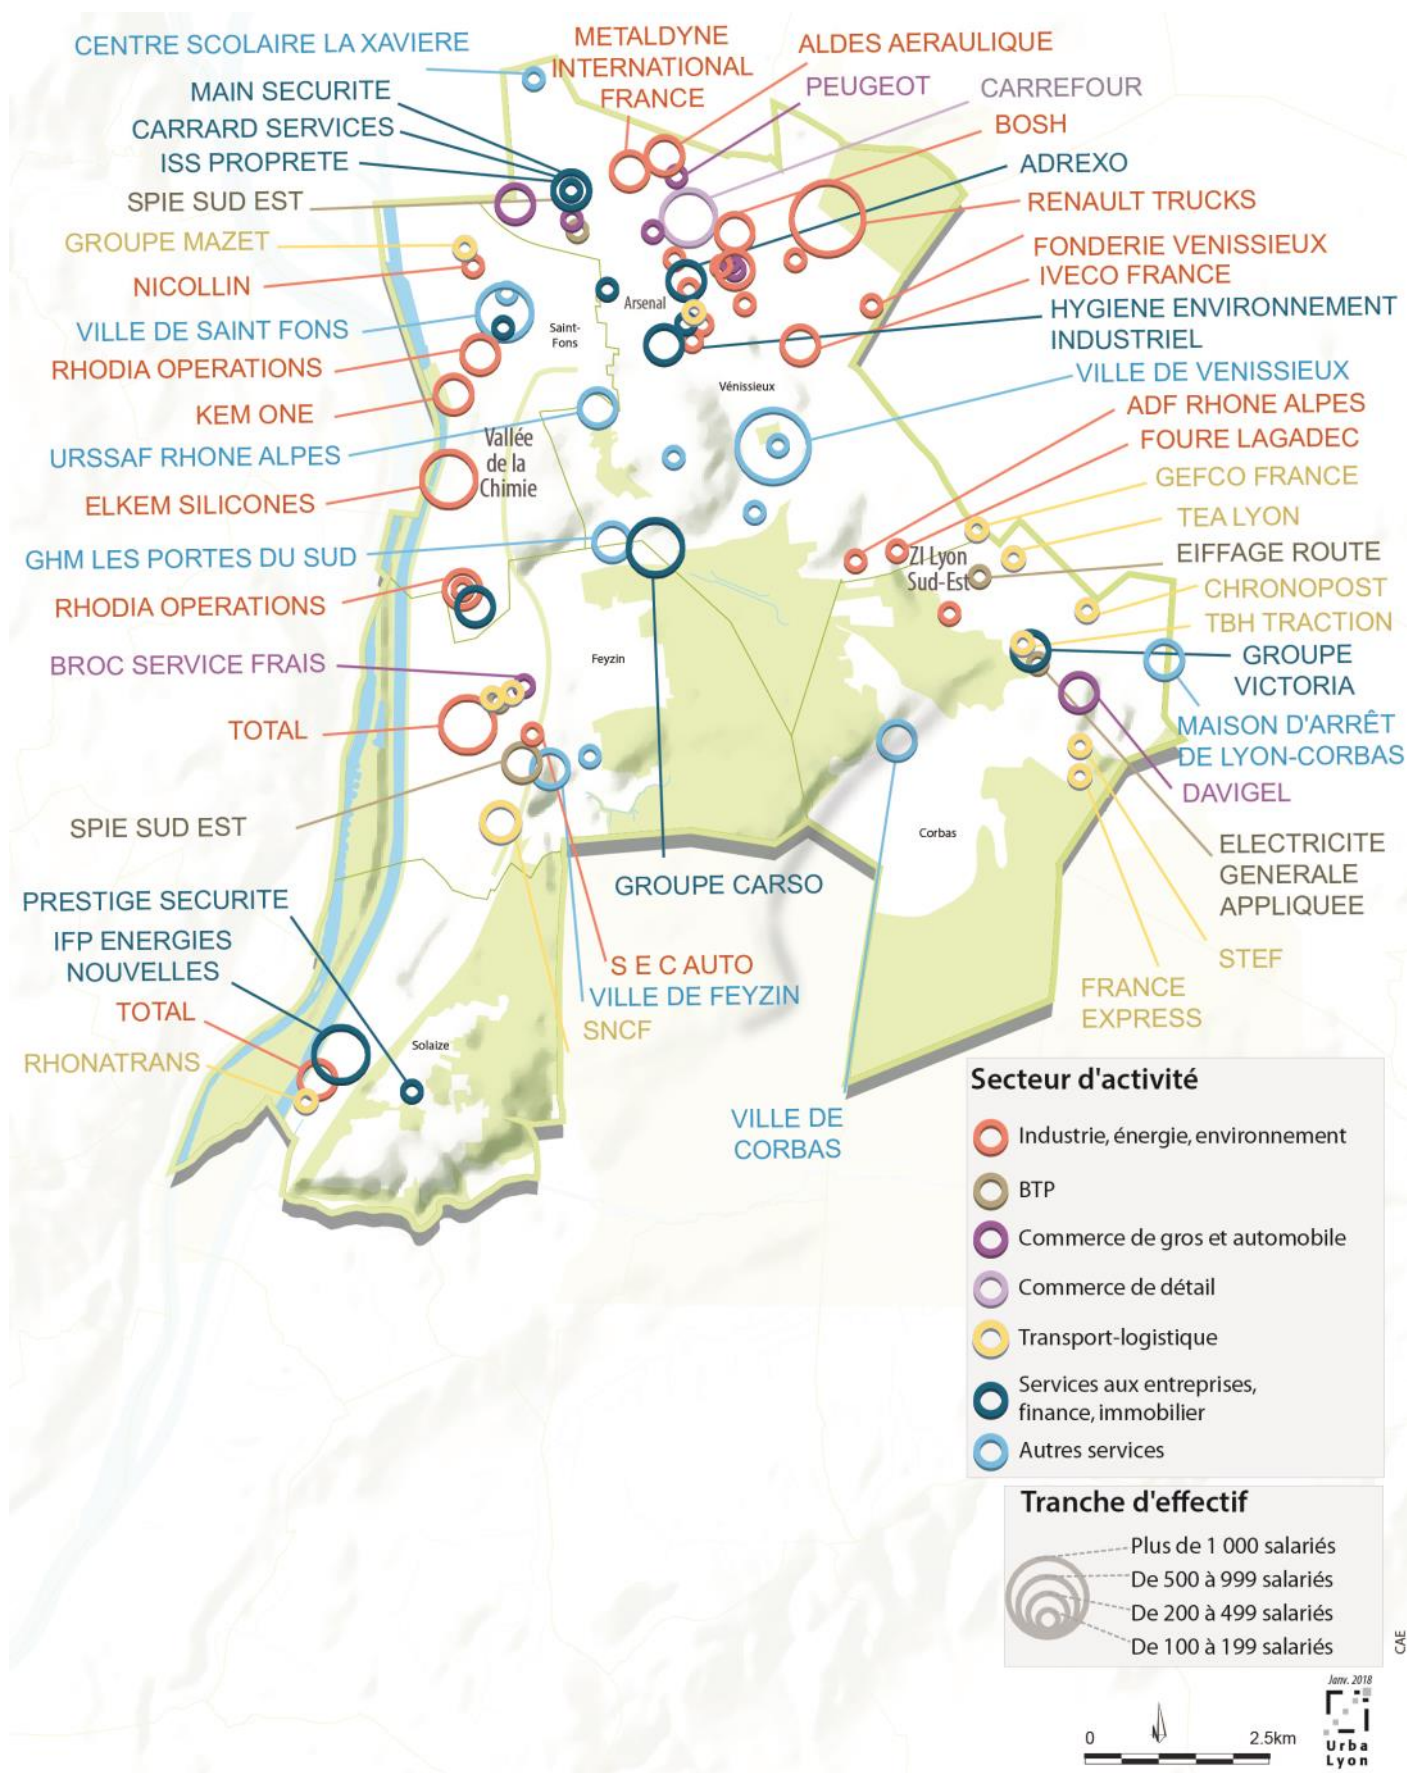 CENTRE SCOLAIRE LA XAVIERE
METALDYNE
INTERNATIONAL
FRANCE
ALDES AERAULIQUE
PEUGEOT
CARREFOUR
BOSH
ADREXO
RENAULT TRUCKS
FONDERIE VENISSIEUX
IVECO FRANCE
HYGIENE ENVIRONNEMENT
INDUSTRIEL
VILLE DE VENISSIEUX
ADF RHONE ALPES
FOURE LAGADEC
GEFCO FRANCE
TEA LYON
EIFFAGE ROUTE
CHRONOPOST
TBH TRACTION
GROUPE
VICTORIA
MAISON D'ARRÊT
DE LYON-CORBAS
DAVIGEL
ELECTRICITE
GENERALE
APPLIQUEE
STEF
FRANCE
EXPRESS
MAIN SECURITE
CARRARD SERVICES
ISS PROPRETE
SPIE SUD EST
GROUPE MAZET
NICOLLIN
VILLE DE SAINT FONS
RHODIA OPERATIONS
KEM ONE
URSSAF RHONE ALPES
ELKEM SILICONES
GHM LES PORTES DU SUD
RHODIA OPERATIONS
BROC SERVICE FRAIS
TOTAL
SPIE SUD EST
PRESTIGE SECURITE
IFP ENERGIES
NOUVELLES
TOTAL
RHONATRANS
Arsenal
Saint-
Fons
Vénissieux
Vallée
de la
Chimie
ZI Lyon
Sud-Est
Feyzin
Corbas
Solaize
GROUPE CARSO
S E C AUTO
VILLE DE FEYZIN
SNCF
VILLE DE
CORBAS
Secteur d'activité
Industrie, énergie, environnement
BTP
Commerce de gros et automobile
Commerce de détail
Transport-logistique
Services aux entreprises,
finance, immobilier
Autres services
Tranche d'effectif
Plus de 1 000 salariés
De 500 à 999 salariés
De 200 à 499 salariés
De 100 à 199 salariés
CAE
Janv. 2018
0 2.5km
Urba
Lyon